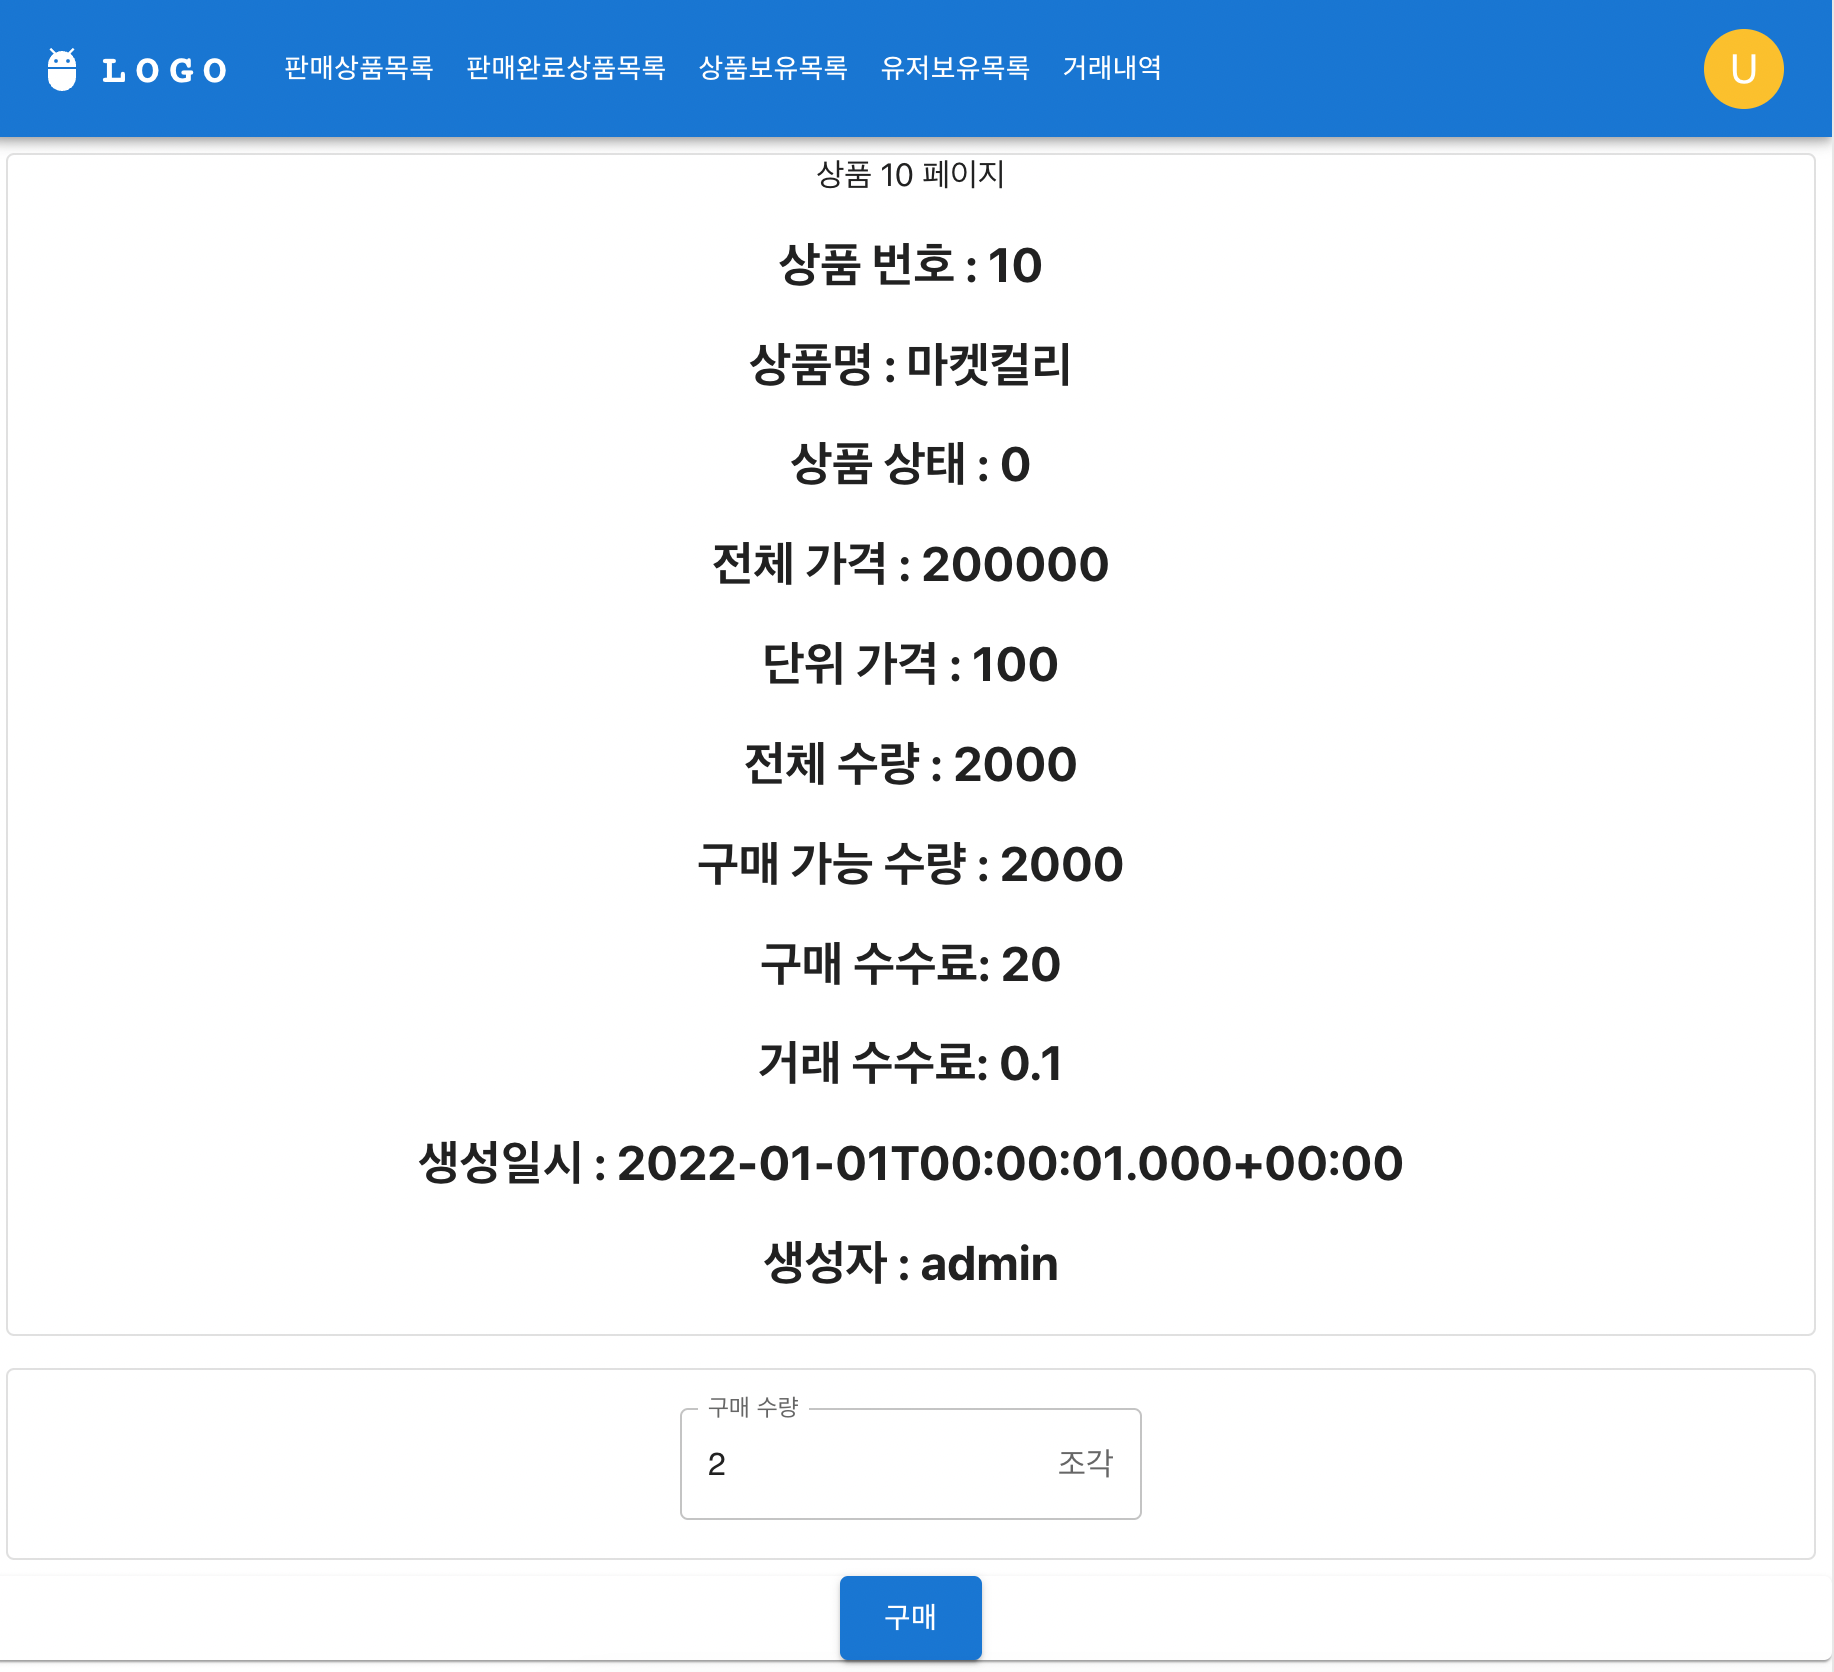 LOGO 판매상품목록 판매완료상품목록 상품보유목록 유저보유목록 거래내역 U
상품 10 페이지
상품 번호 : 10
상품명 : 마켓컬리
상품 상태 : 0
전체 가격 : 200000
단위 가격 : 100
전체 수량 : 2000
구매 가능 수량 : 2000
구매 수수료: 20
거래 수수료: 0.1
생성일시 : 2022-01-01T00:00:01.000+00:00
생성자 : admin
구매 수량
2 조각
구매